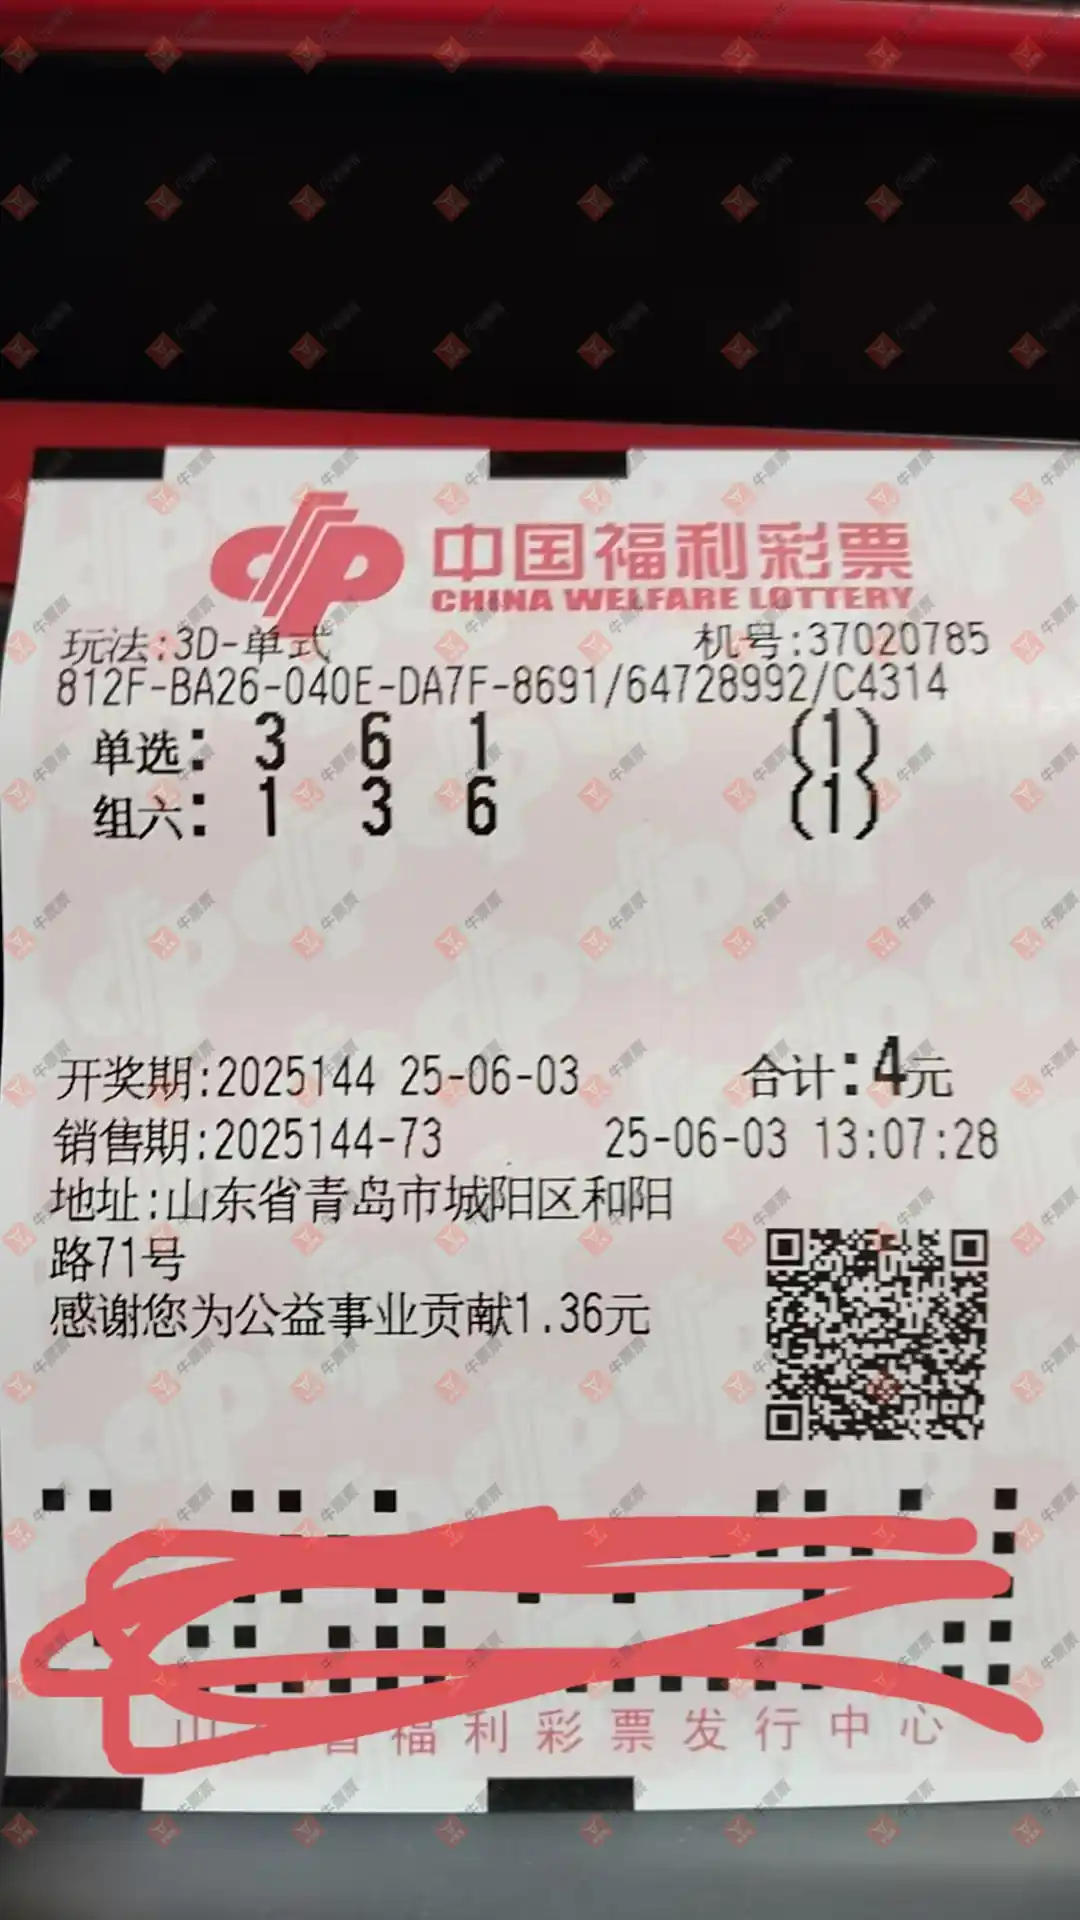 中国福利彩票
CHINA WELFARE LOTTERY
玩法:3D-单式 机号:37020785
812F-BA26-040E-DA7F-8691/64728992/C4314
单选: 3 6 1 (1)
组六: 1 3 6 (1)
开奖期:2025144 25-06-03 合计:4元
销售期:2025144-73 25-06-03 13:07:28
地址:山东省青岛市城阳区和阳
路71号
感谢您为公益事业贡献1.36元
福利彩票发行中心
牛票票